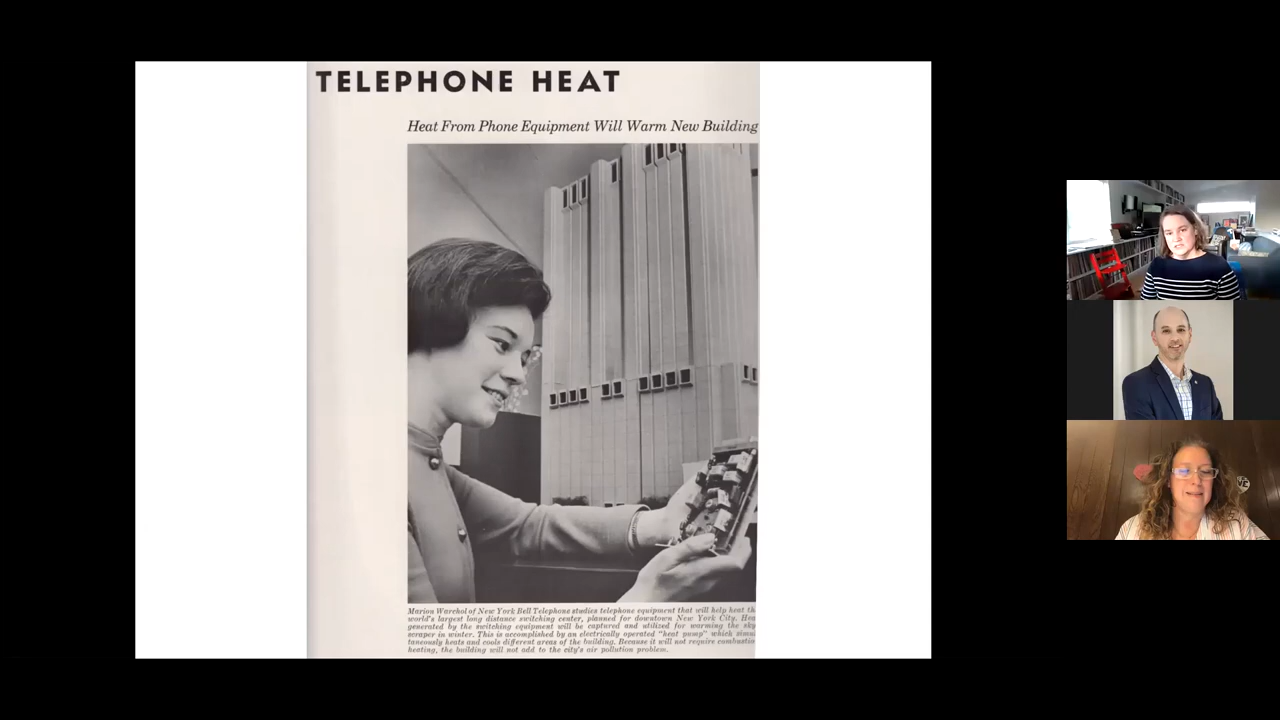 TELEPHONE HEAT
Heat From Phone Equipment Will Warm New Building
Marion Warchol of New York Bell Telephone studies telephone equipment that will help heat th
world's largest long distance switching center, planned for downtown New York City. Hea
generated by the switching equipment will be captured and utilized for warming the sky
scraper in winter. This is accomplished by an electrically operated "heat pump" which simul
taneously heats and cools different areas of the building. Because it will not require combustio
heating, the building will not add to the city's air pollution problem.